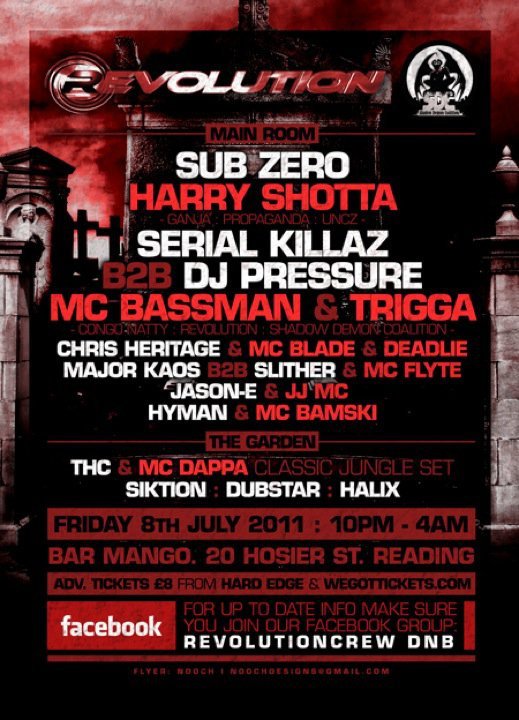 REVOLUTION
MAIN ROOM
SUB ZERO
HARRY SHOTTA
- GANJA : PROPAGANDA : UNCZ -
SERIAL KILLAZ
B2B DJ PRESSURE
MC BASSMAN & TRIGGA
- CONGO NATTY : REVOLUTION : SHADOW DEMON COALITION -
CHRIS HERITAGE & MC BLADE & DEADLIE
MAJOR KAOS B2B SLITHER & MC FLYTE
JASON-E & JJ MC
HYMAN & MC BAMSKI
THE GARDEN
THC & MC DAPPA CLASSIC JUNGLE SET
SIKTION : DUBSTAR : HALIX
FRIDAY 8TH JULY 2011 : 10PM - 4AM
BAR MANGO. 20 HOSIER ST. READING
ADV. TICKETS £8 FROM HARD EDGE & WEGOTTICKETS.COM
facebook
FOR UP TO DATE INFO MAKE SURE
YOU JOIN OUR FACEBOOK GROUP:
REVOLUTIONCREW DNB
FLYER: NOOCH | NOOCHDESIGNS@GMAIL.COM